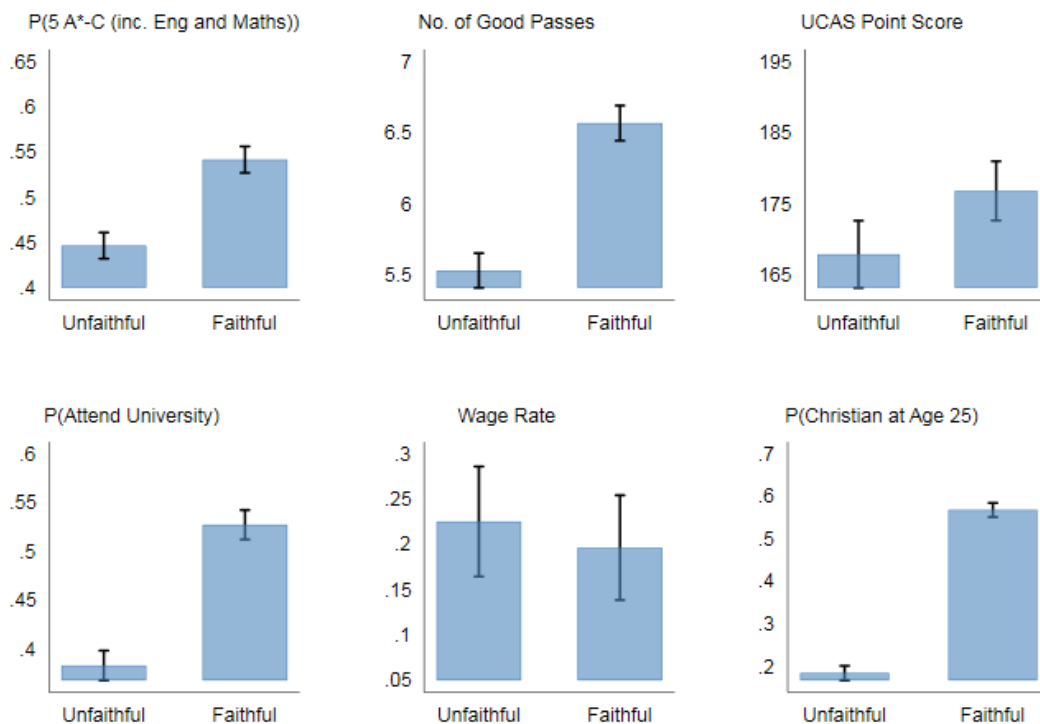 P(5 A*-C (inc. Eng and Maths))
.65
.6
.55
.5
.45
.4
Unfaithful Faithful
No. of Good Passes
7
6.5
6
5.5
Unfaithful Faithful
UCAS Point Score
195
185
175
165
Unfaithful Faithful
P(Attend University)
.6
.55
.5
.45
.4
Unfaithful Faithful
Wage Rate
.3
.25
.2
.15
.1
.05
Unfaithful Faithful
P(Christian at Age 25)
.7
.6
.5
.4
.3
.2
Unfaithful Faithful